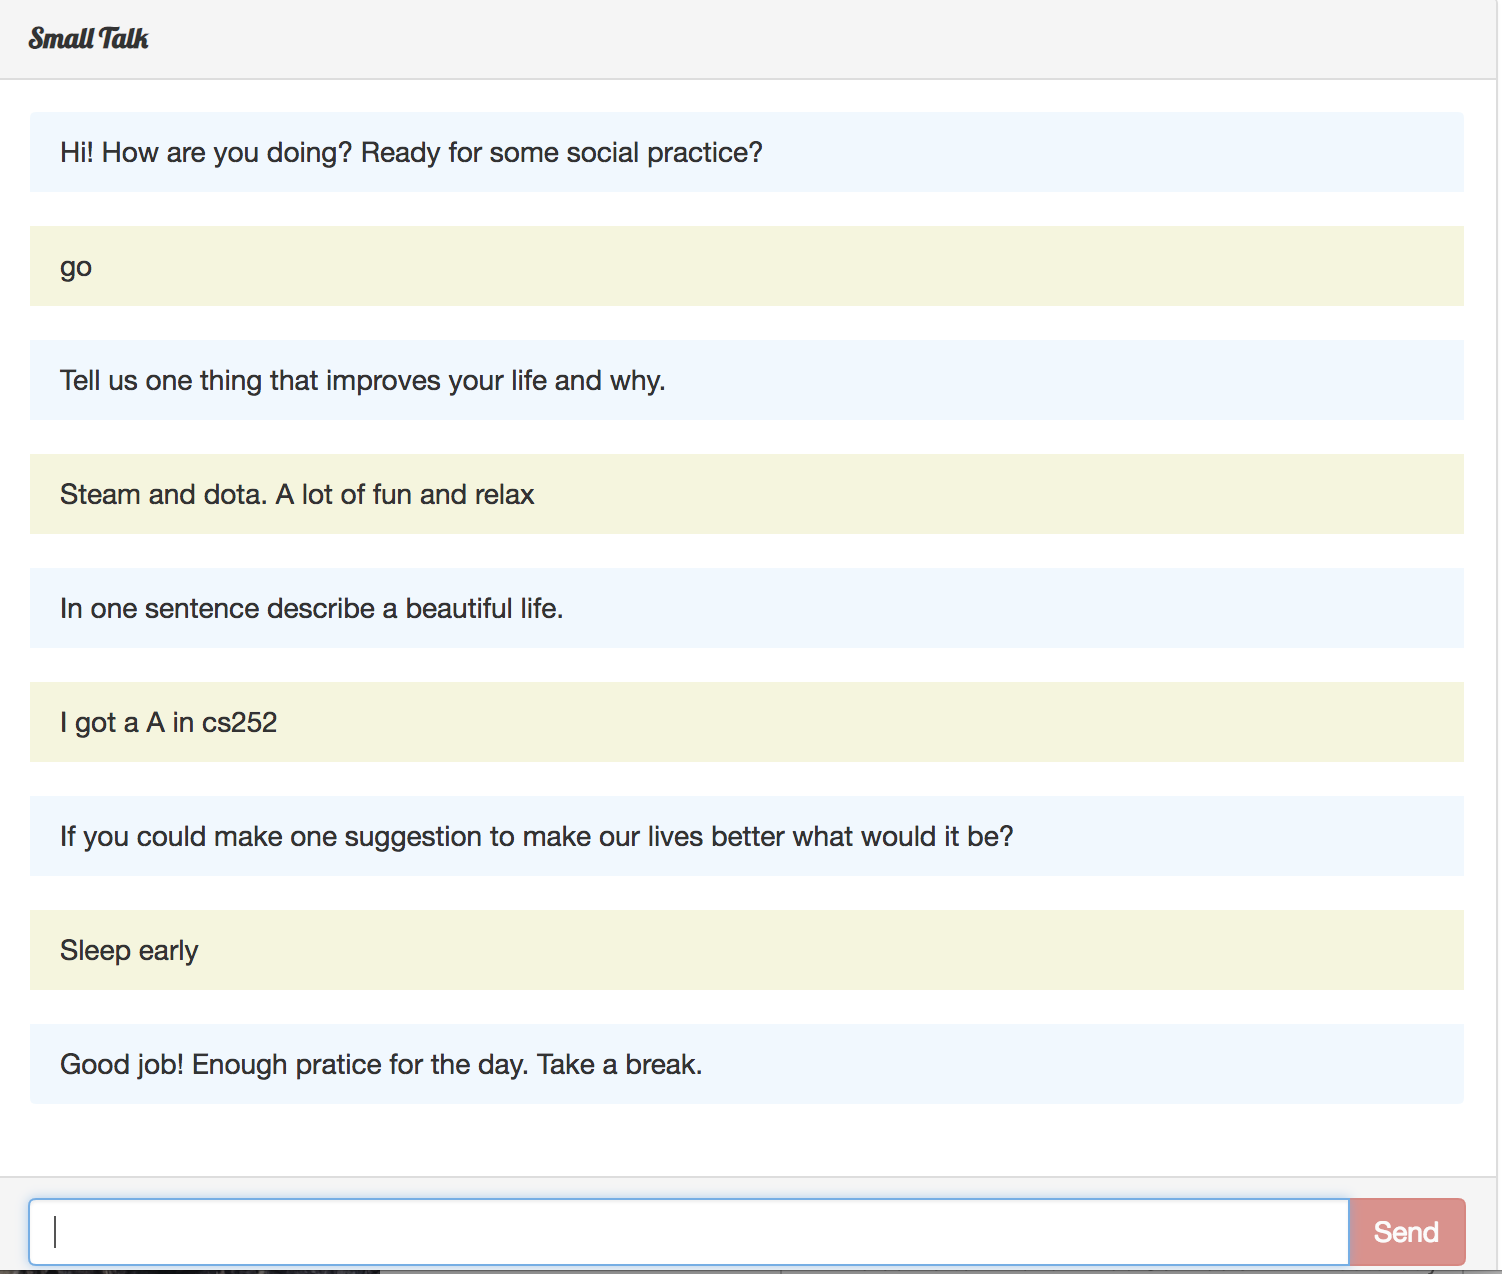 Small Talk
Hi! How are you doing? Ready for some social practice?
go
Tell us one thing that improves your life and why.
Steam and dota. A lot of fun and relax
In one sentence describe a beautiful life.
I got a A in cs252
If you could make one suggestion to make our lives better what would it be?
Sleep early
Good job! Enough pratice for the day. Take a break.
Send